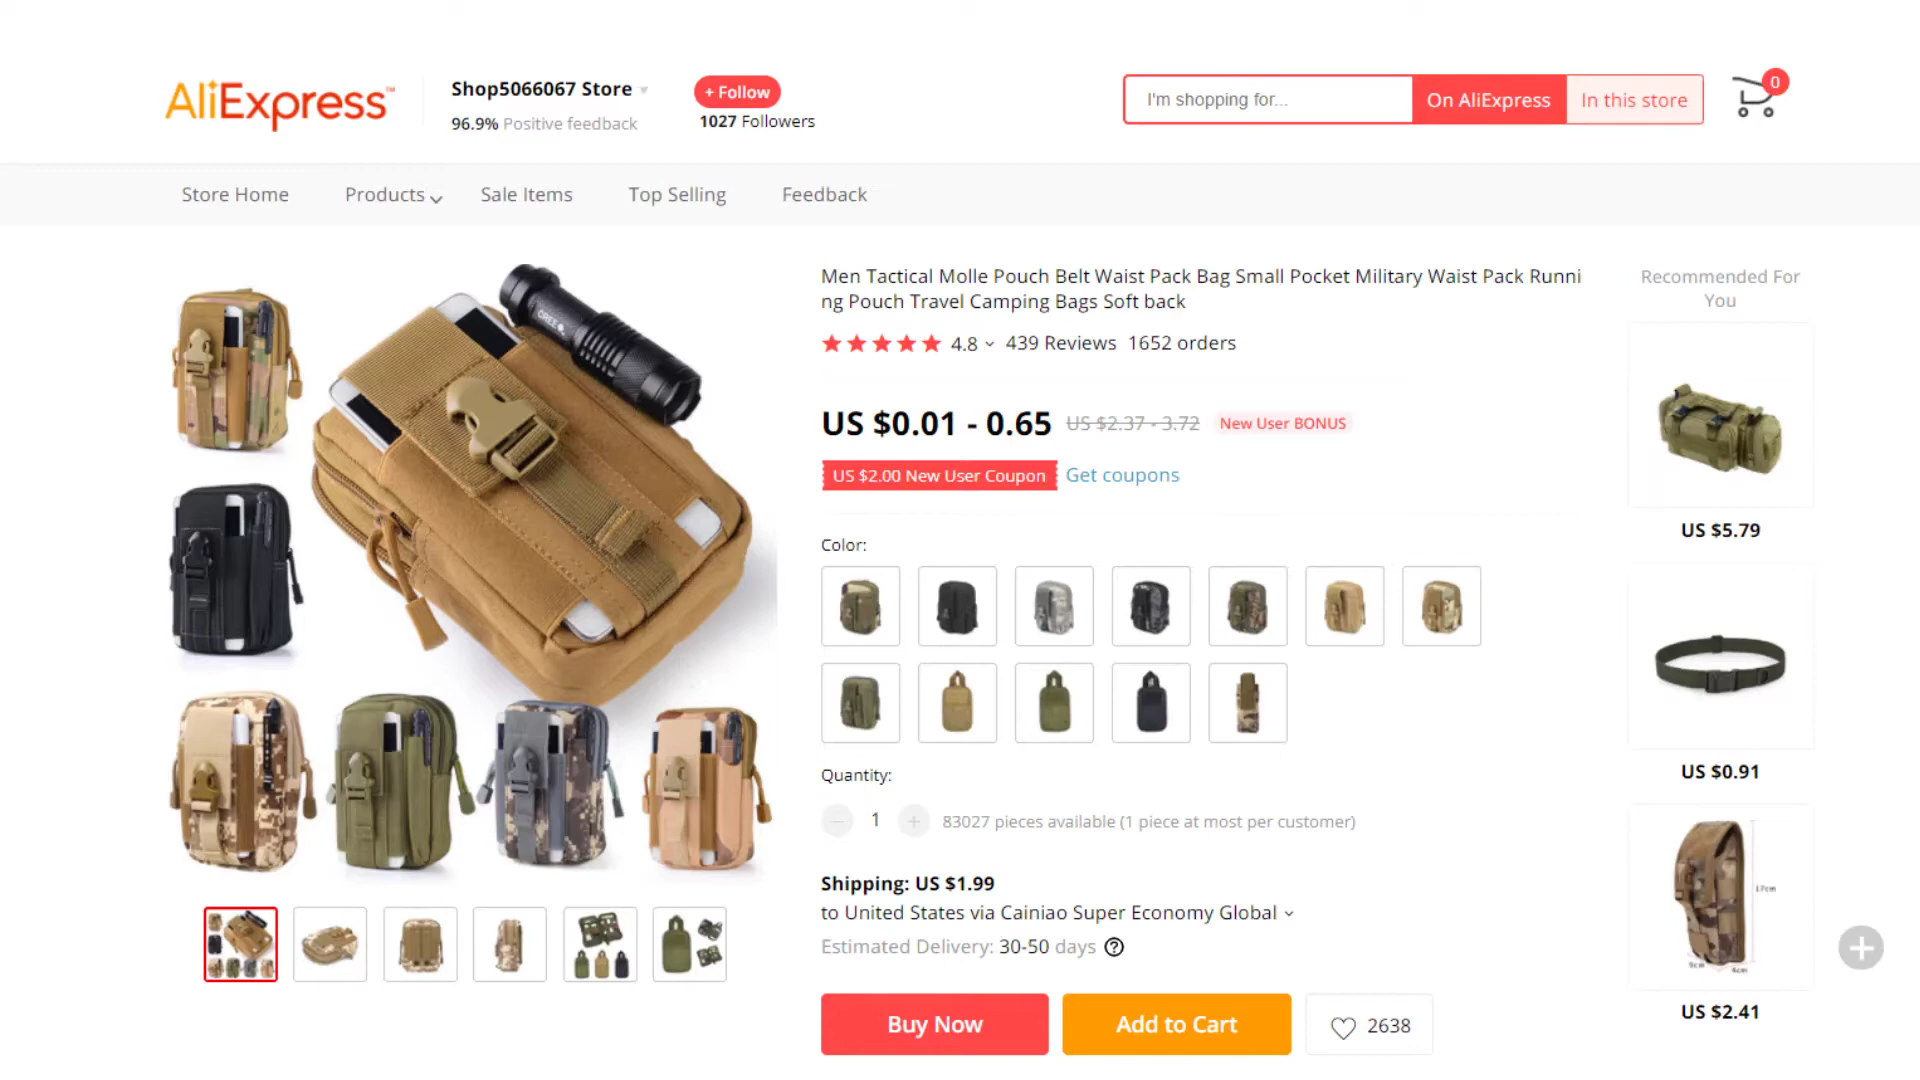 AliExpress™
Shop5066067 Store
96.9% Positive feedback
+ Follow
1027 Followers
I'm shopping for...
On AliExpress
In this store
0
Store Home
Products
Sale Items
Top Selling
Feedback
CREE
Men Tactical Molle Pouch Belt Waist Pack Bag Small Pocket Military Waist Pack Runni
ng Pouch Travel Camping Bags Soft back
4.8 439 Reviews 1652 orders
US $0.01 - 0.65 US $2.37 - 3.72 New User BONUS
US $2.00 New User Coupon Get coupons
Color:
Quantity:
1
83027 pieces available (1 piece at most per customer)
Shipping: US $1.99
to United States via Cainiao Super Economy Global
Estimated Delivery: 30-50 days
Buy Now
Add to Cart
2638
Recommended For
You
US $5.79
US $0.91
17cm
9cm
6cm
US $2.41